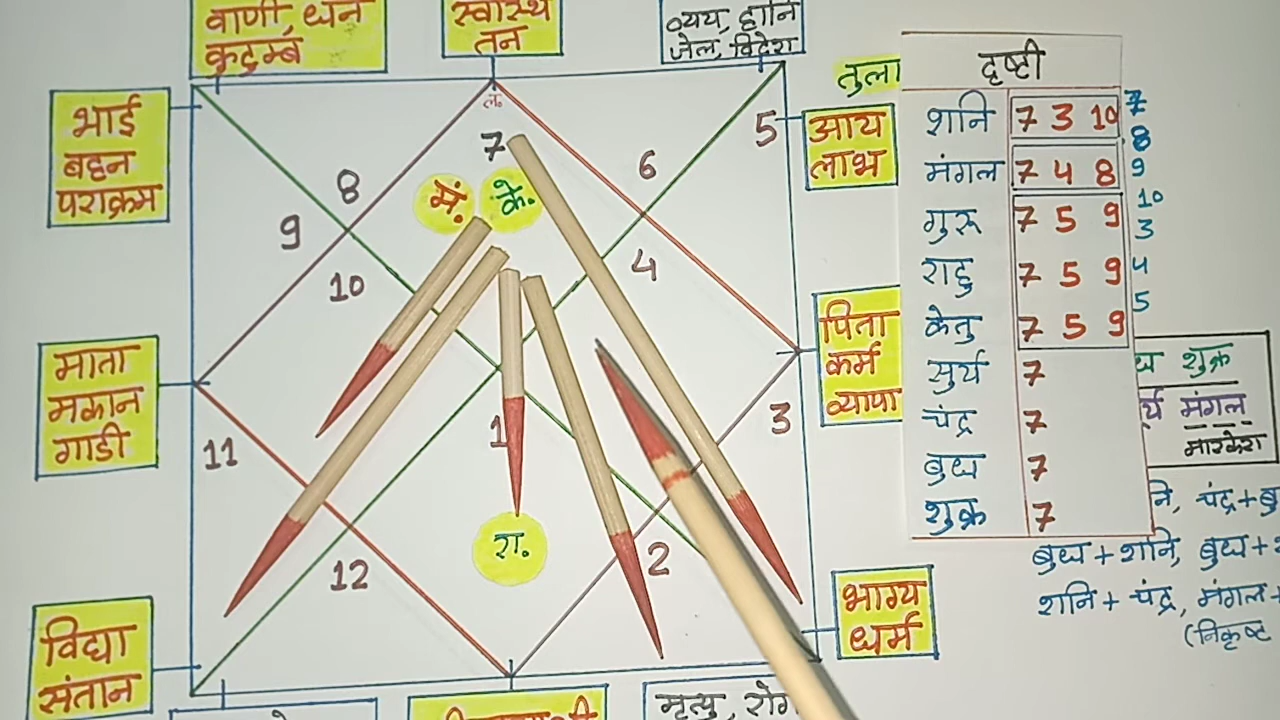 वाणी, धन
कुटुम्ब
स्वास्थ
तन
व्यय, हानि
जेल, विदेश
भाई
बहन
पराक्रम
माता
मकान
गाडी
विद्या
संतान
ल.
7
मं.
के.
8
9
10
11
12
1
रा.
2
3
4
5
6
तुला
आय
लाभ
पिता
कर्म
व्यापा
भाग्य
धर्म
मृत्यु, रोग
दृष्टी
शनि 7 3 10
मंगल 7 4 8
गुरू 7 5 9
राहु 7 5 9
केतु 7 5 9
सुर्य 7
चंद्र 7
बुध 7
शुक्र 7
7
8
9
10
3
4
5
शुक्र
मंगल
मारकेश
चंद्र+बु
बुध+शनि, बुध+
शनि+चंद्र, मंगल+
(निकृष्ट